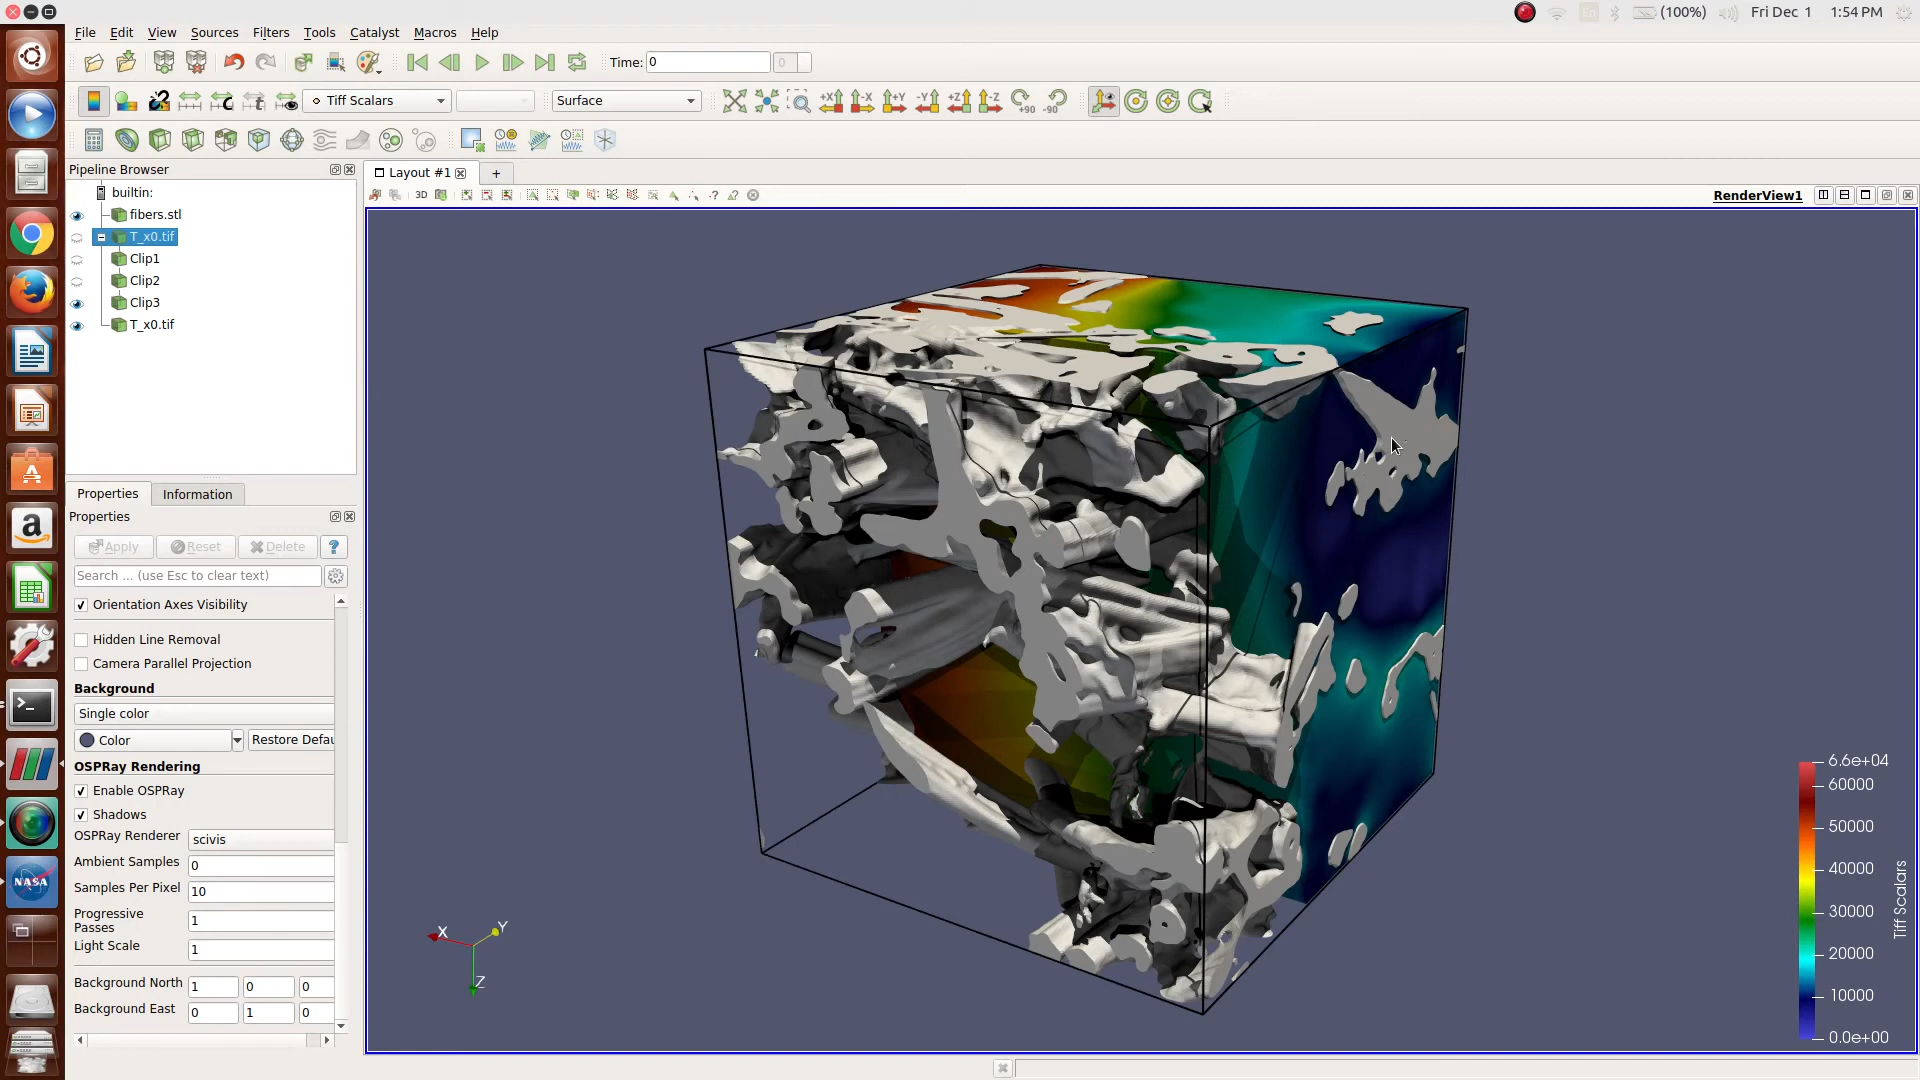 (100%) Fri Dec 1 1:54 PM
File Edit View Sources Filters Tools Catalyst Macros Help
Time: 0 0
Tiff Scalars Surface +X -X +Y -Y +Z -Z +90 -90
Pipeline Browser
Layout #1 +
builtin:
3D
RenderView1
fibers.stl
T_x0.tif
Clip1
Clip2
Clip3
T_x0.tif
Properties Information
Properties
Apply Reset Delete ?
Search ... (use Esc to clear text)
Orientation Axes Visibility
Hidden Line Removal
Camera Parallel Projection
Background
Single color
Color Restore Defau
OSPRay Rendering
Enable OSPRay
Shadows
OSPRay Renderer scivis
Ambient Samples 0
Samples Per Pixel 10
Progressive
Passes 1
Light Scale 1
Background North 1 0 0
Background East 0 1 0
X Y
Z
6.6e+04
60000
50000
40000
30000
20000
10000
0.0e+00
Tiff Scalars
a
NASA